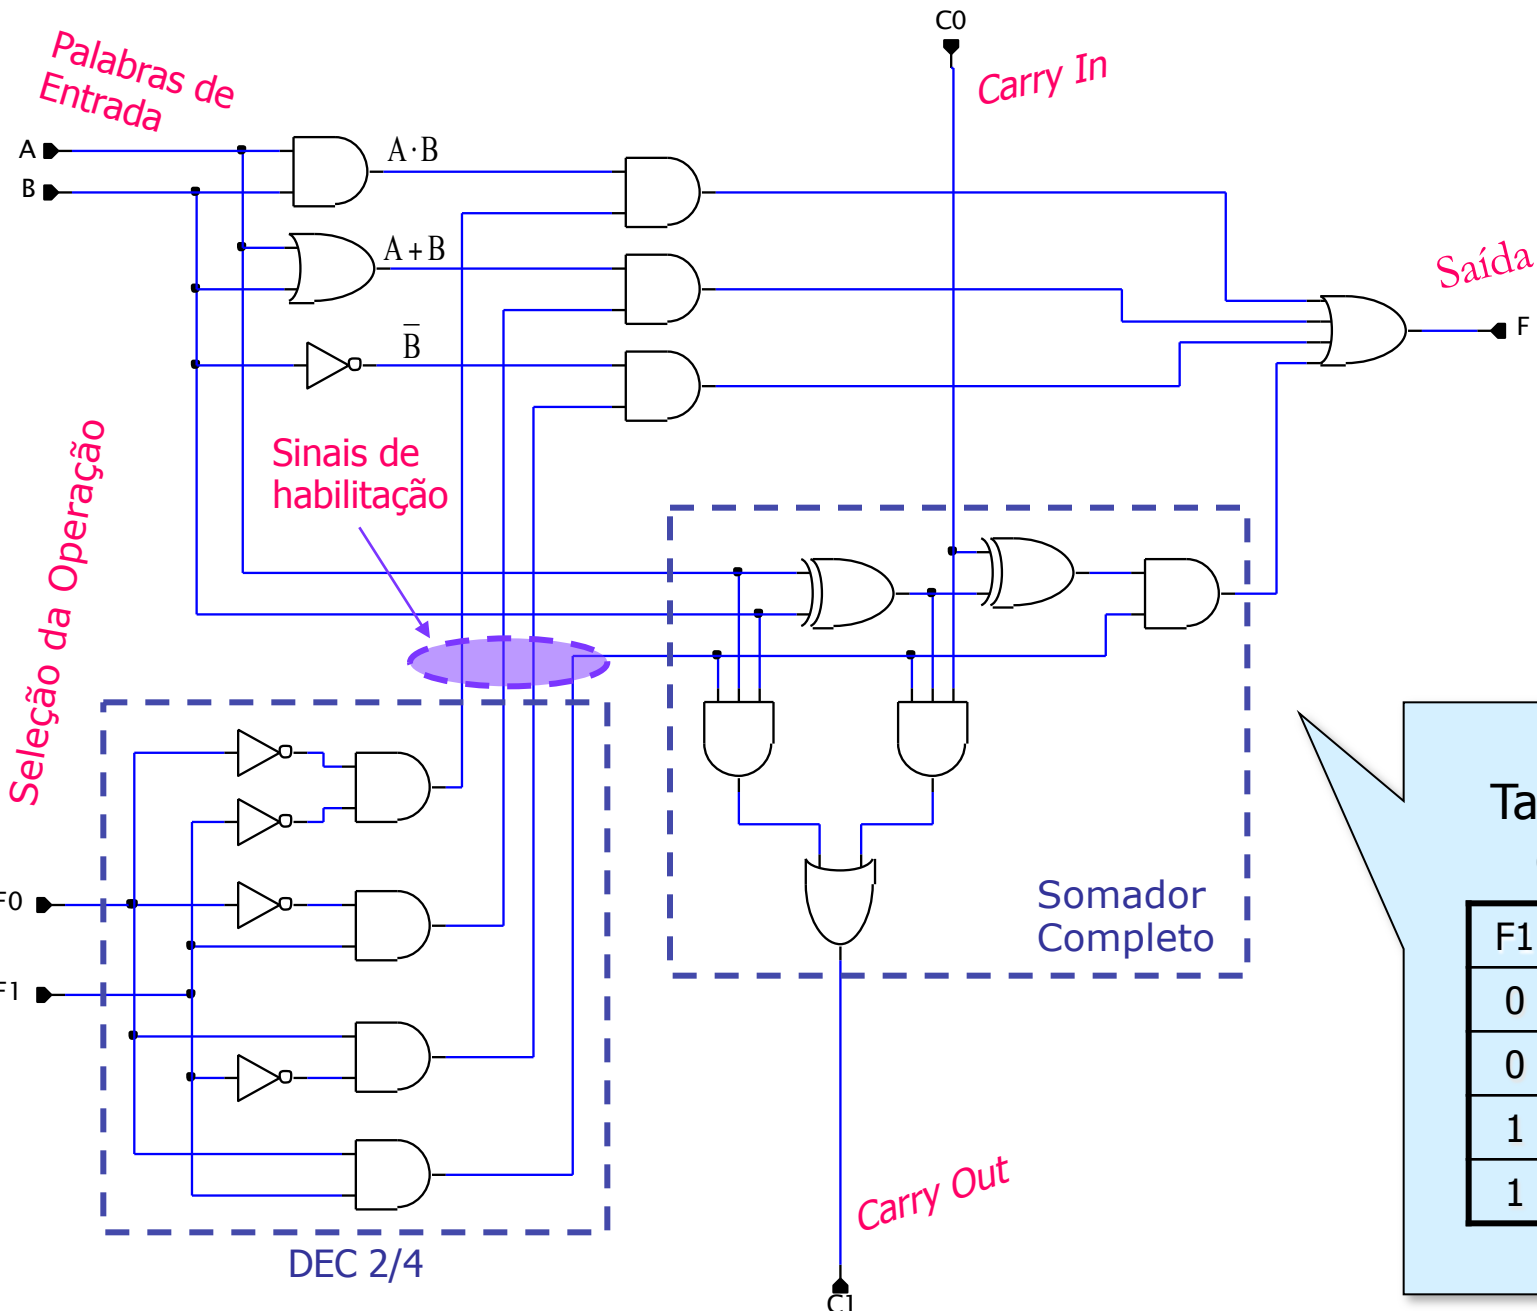 C0
Carry In
Palabras de
Entrada
A
B
A·B
A+B
B̅
Saída
F
Sinais de
habilitação
Seleção da Operação
F0
F1
DEC 2/4
Somador
Completo
Carry Out
C1
Ta
F1
0
0
1
1